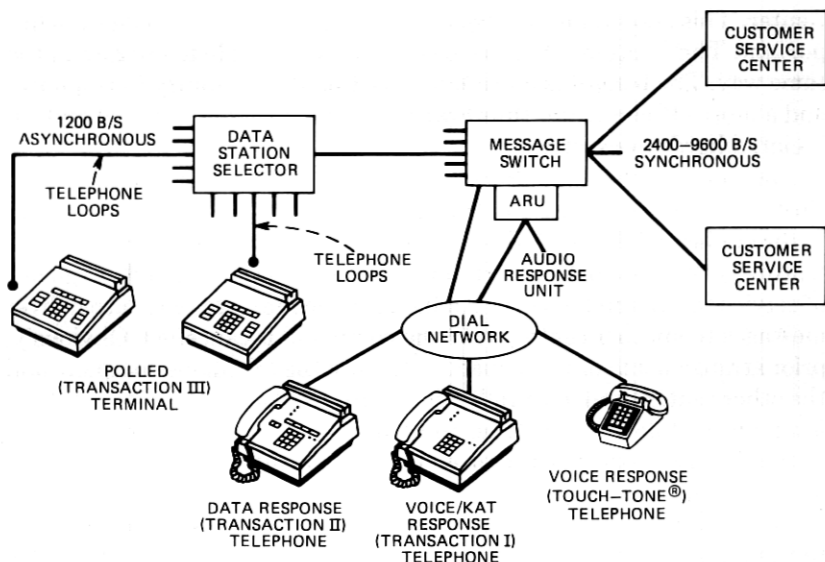 CUSTOMER
SERVICE
CENTER
1200 B/S
ASYNCHRONOUS
DATA
STATION
SELECTOR
MESSAGE
SWITCH
2400–9600 B/S
SYNCHRONOUS
TELEPHONE
LOOPS
ARU
TELEPHONE
LOOPS
AUDIO
RESPONSE
UNIT
CUSTOMER
SERVICE
CENTER
DIAL
NETWORK
POLLED
(TRANSACTION III)
TERMINAL
DATA RESPONSE
(TRANSACTION II)
TELEPHONE
VOICE/KAT
RESPONSE
(TRANSACTION I)
TELEPHONE
VOICE RESPONSE
(TOUCH–TONE®)
TELEPHONE